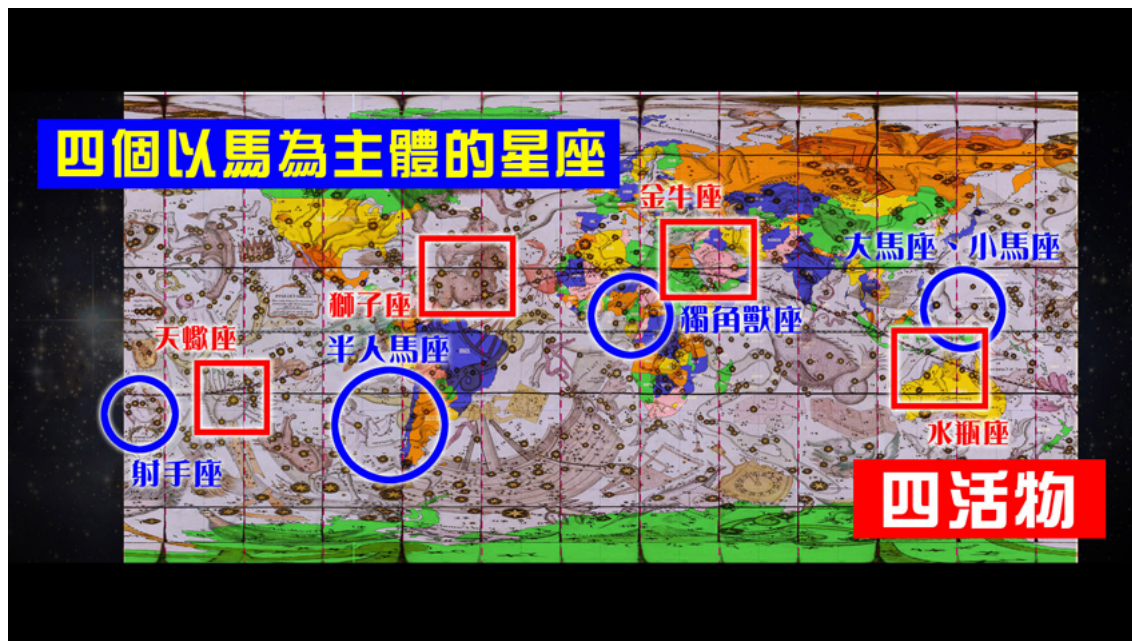 四個以馬為主體的星座
金牛座
大馬座、小馬座
獅子座
獨角獸座
天蠍座
半人馬座
水瓶座
射手座
四活物